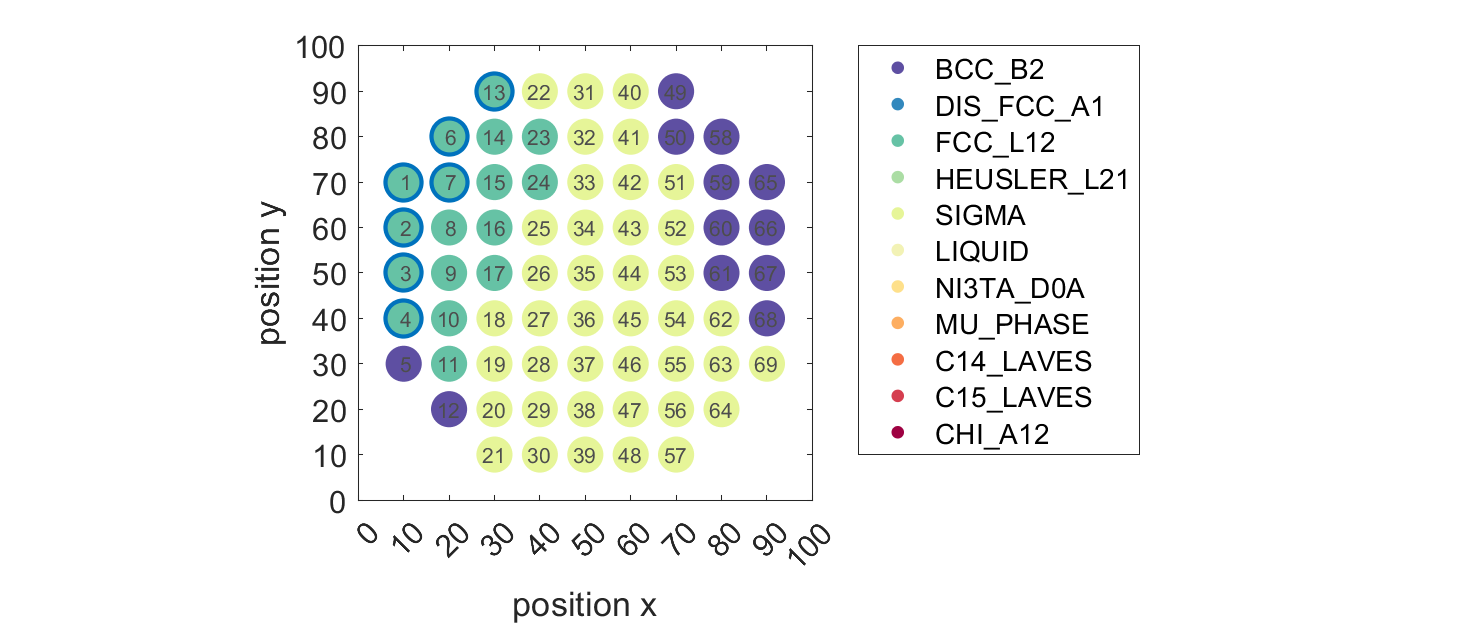 100
90
80
70
60
50
40
30
20
10
0
position y
13 22 31 40 49
6 14 23 32 41 50 58
1 7 15 24 33 42 51 59 65
2 8 16 25 34 43 52 60 66
3 9 17 26 35 44 53 61 67
4 10 18 27 36 45 54 62 68
5 11 19 28 37 46 55 63 69
12 20 29 38 47 56 64
21 30 39 48 57
0 10 20 30 40 50 60 70 80 90 100
position x
BCC_B2
DIS_FCC_A1
FCC_L12
HEUSLER_L21
SIGMA
LIQUID
NI3TA_D0A
MU_PHASE
C14_LAVES
C15_LAVES
CHI_A12